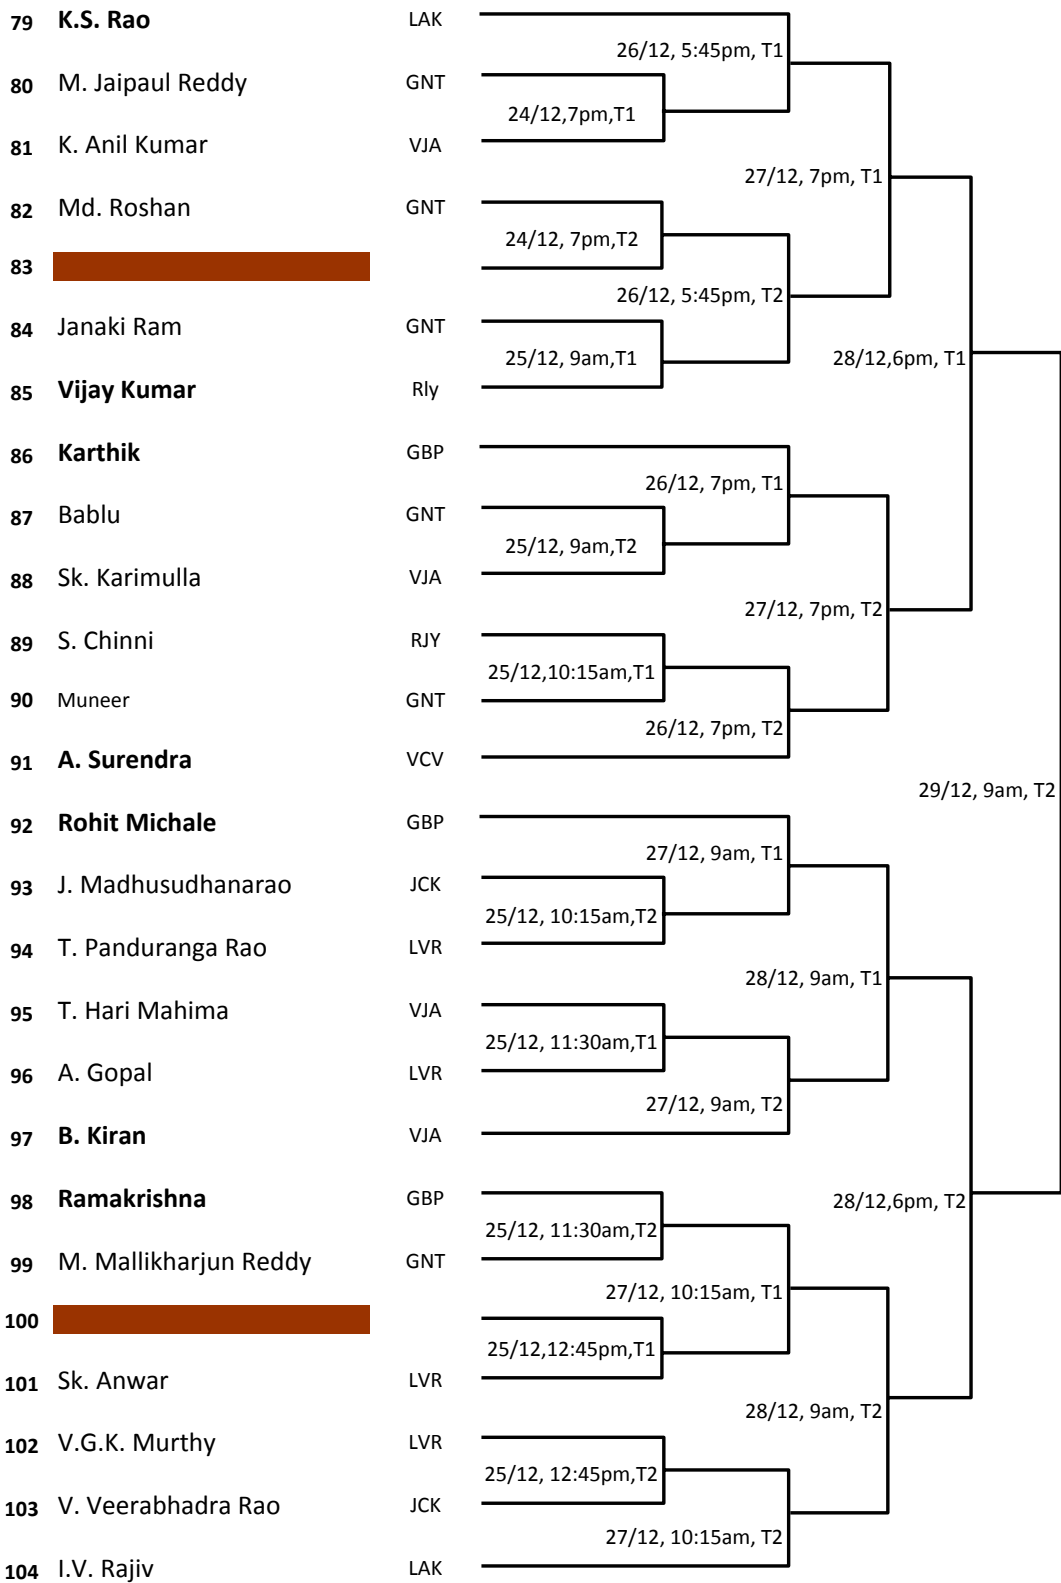 79 K.S. Rao LAK
26/12, 5:45pm, T1
80 M. Jaipaul Reddy GNT
24/12,7pm,T1
81 K. Anil Kumar VJA
27/12, 7pm, T1
82 Md. Roshan GNT
24/12, 7pm,T2
83
26/12, 5:45pm, T2
84 Janaki Ram GNT
25/12, 9am,T1
28/12,6pm, T1
85 Vijay Kumar Rly
86 Karthik GBP
26/12, 7pm, T1
87 Bablu GNT
25/12, 9am,T2
88 Sk. Karimulla VJA
27/12, 7pm, T2
89 S. Chinni RJY
25/12,10:15am,T1
90 Muneer GNT
26/12, 7pm, T2
91 A. Surendra VCV
29/12, 9am, T2
92 Rohit Michale GBP
27/12, 9am, T1
93 J. Madhusudhanarao JCK
25/12, 10:15am,T2
94 T. Panduranga Rao LVR
28/12, 9am, T1
95 T. Hari Mahima VJA
25/12, 11:30am,T1
96 A. Gopal LVR
27/12, 9am, T2
97 B. Kiran VJA
98 Ramakrishna GBP
28/12,6pm, T2
25/12, 11:30am,T2
99 M. Mallikharjun Reddy GNT
27/12, 10:15am, T1
100
25/12,12:45pm,T1
101 Sk. Anwar LVR
28/12, 9am, T2
102 V.G.K. Murthy LVR
25/12, 12:45pm,T2
103 V. Veerabhadra Rao JCK
27/12, 10:15am, T2
104 I.V. Rajiv LAK